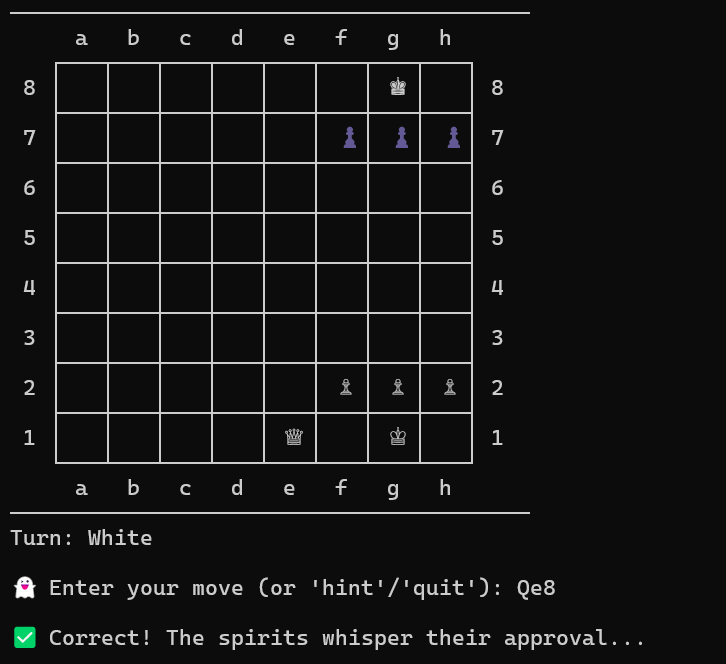 a b c d e f g h
8 ♚ 8
7 ♟ ♟ ♟ 7
6 6
5 5
4 4
3 3
2 ♙ ♙ ♙ 2
1 ♕ ♔ 1
a b c d e f g h
Turn: White
👻 Enter your move (or 'hint'/'quit'): Qe8
✅ Correct! The spirits whisper their approval...